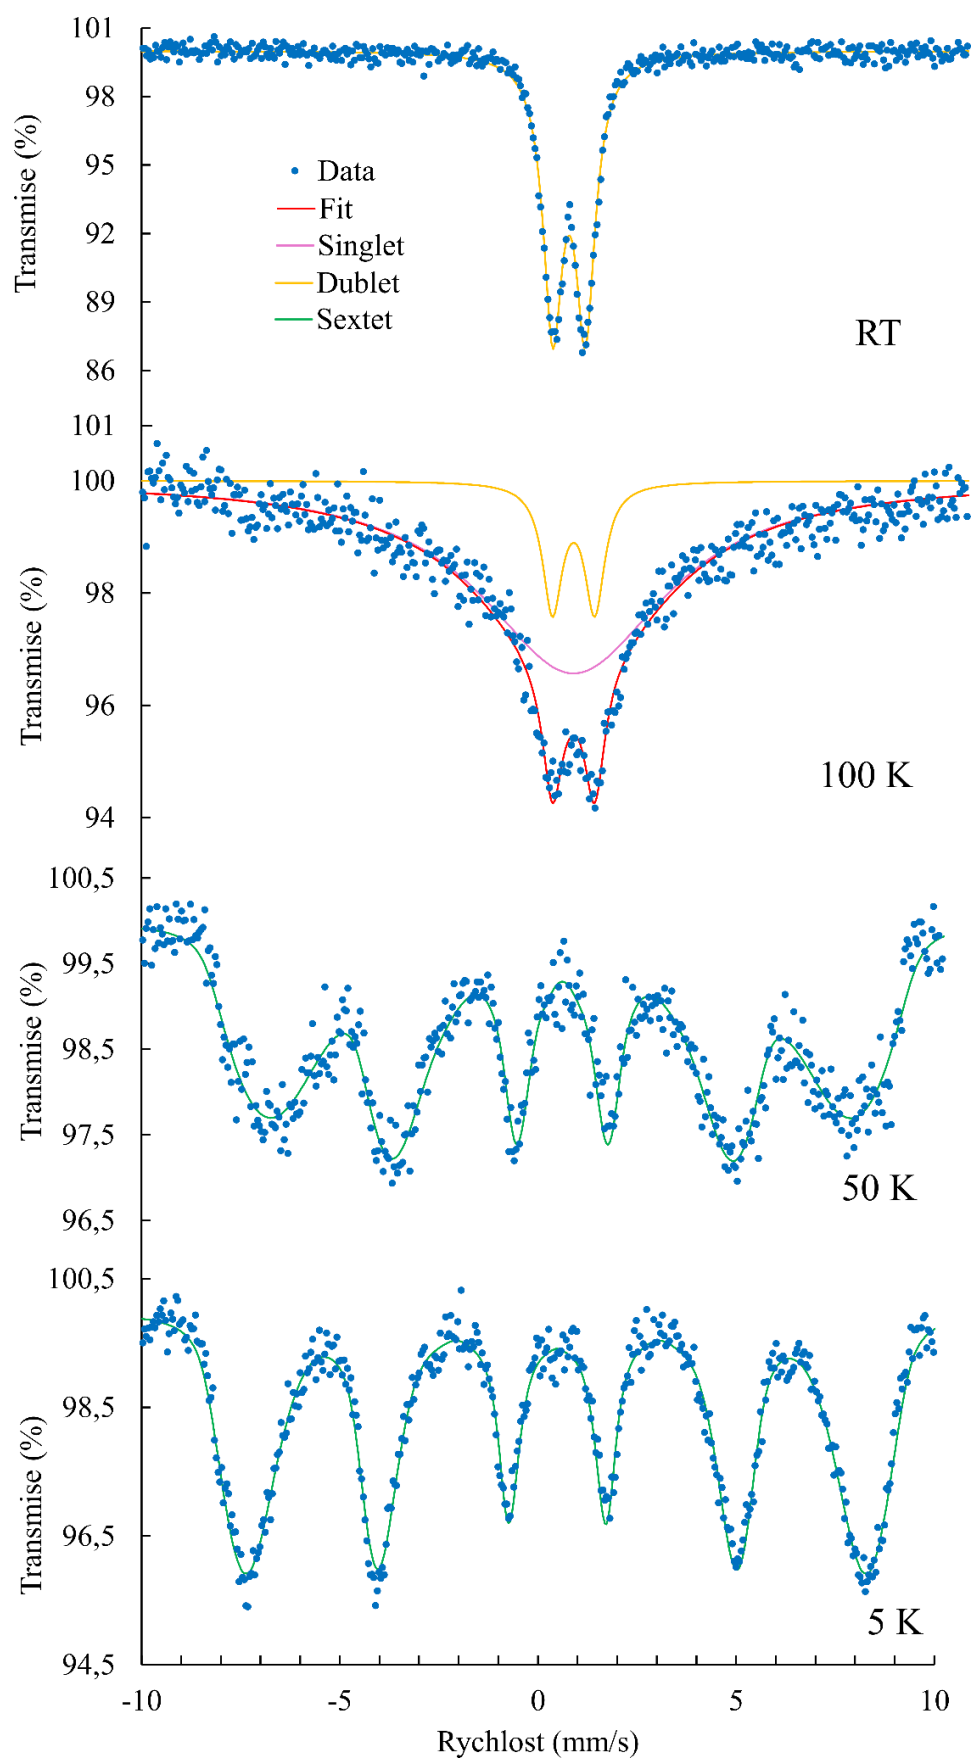 101
98
95
92
89
86
Transmise (%)
Data
Fit
Singlet
Dublet
Sextet
RT
101
100
98
96
94
Transmise (%)
100 K
100,5
99,5
98,5
97,5
96,5
Transmise (%)
50 K
100,5
98,5
96,5
94,5
Transmise (%)
5 K
-10 -5 0 5 10
Rychlost (mm/s)